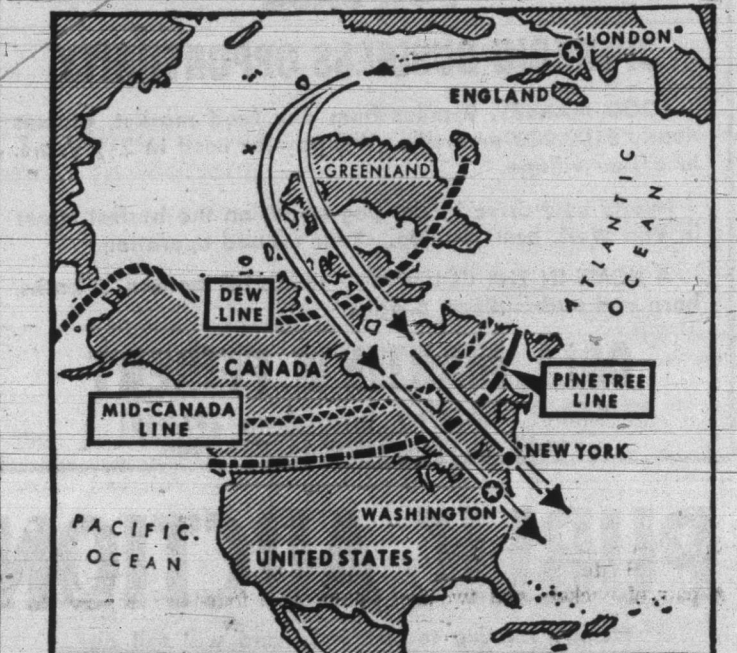 LONDON
ENGLAND
GREENLAND
ATLANTIC
OCEAN
DEW
LINE
CANADA
PINE TREE
LINE
MID-CANADA
LINE
NEW YORK
WASHINGTON
PACIFIC.
OCEAN
UNITED STATES